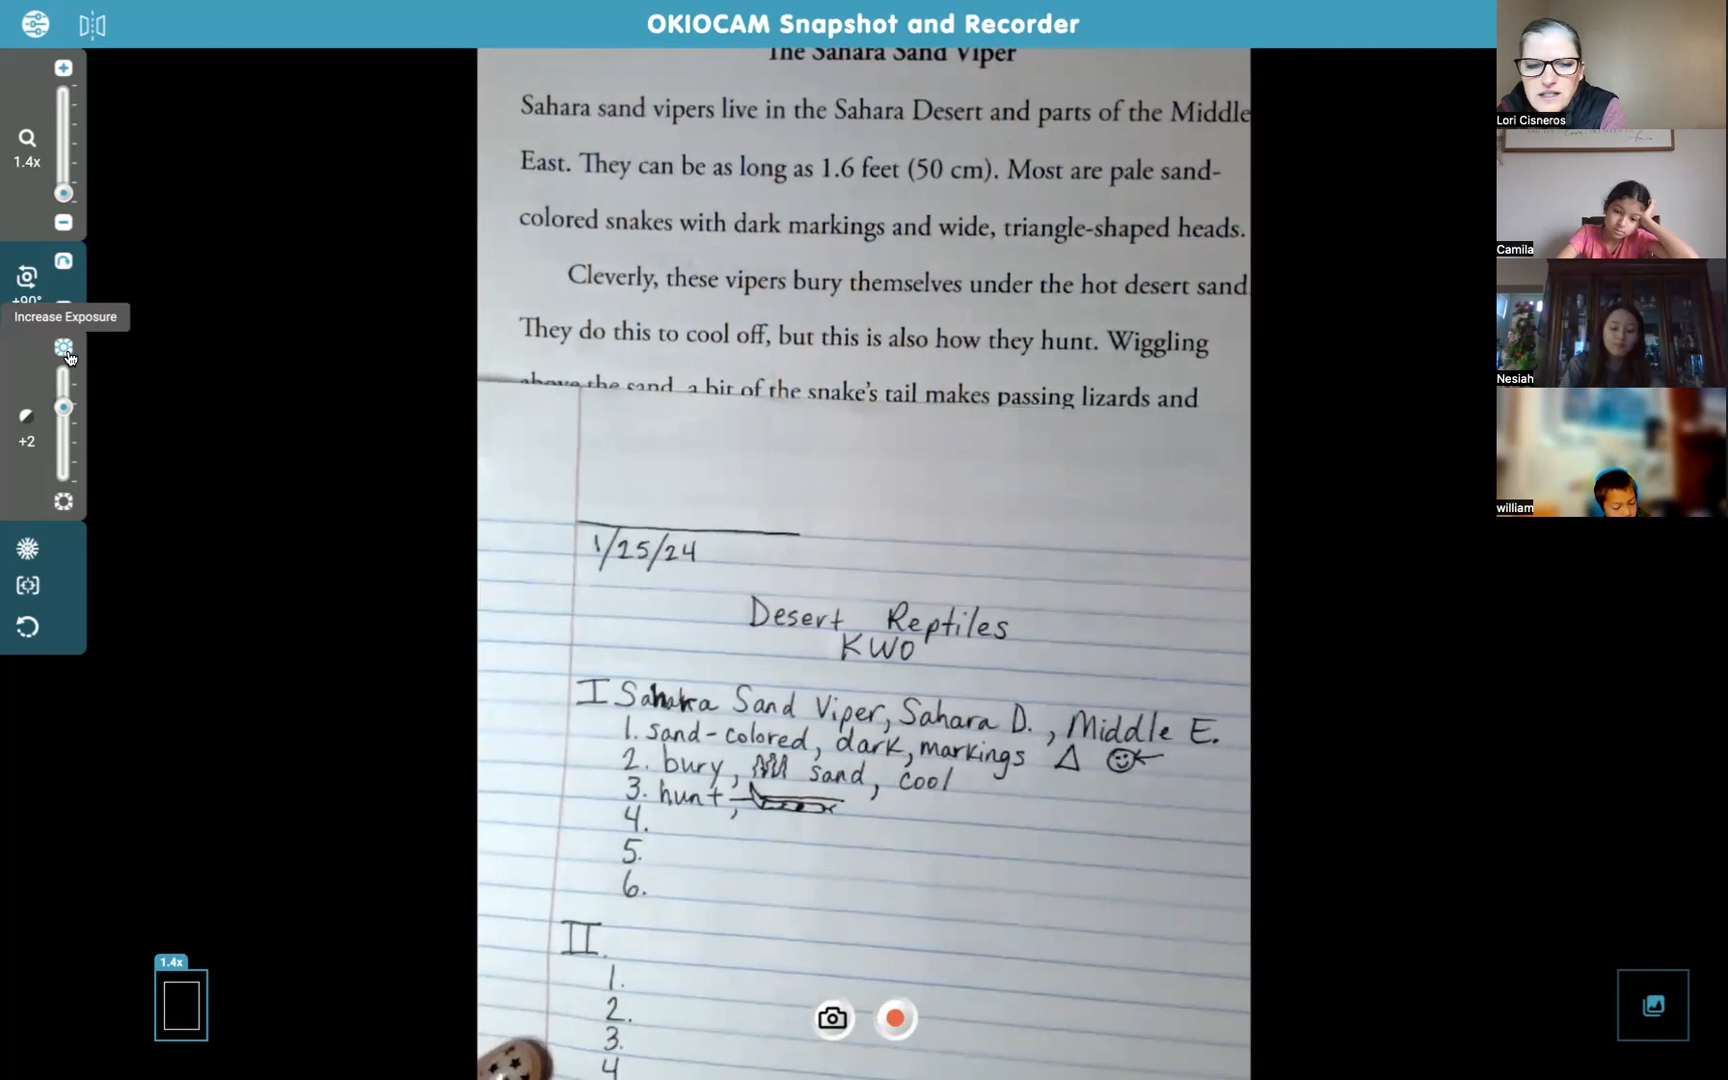 OKIOCAM Snapshot and Recorder
1.4x
+90°
Increase Exposure
+2
The Sahara Sand Viper
Sahara sand vipers live in the Sahara Desert and parts of the Middle
East. They can be as long as 1.6 feet (50 cm). Most are pale sand-
colored snakes with dark markings and wide, triangle-shaped heads.
Cleverly, these vipers bury themselves under the hot desert sand
They do this to cool off, but this is also how they hunt. Wiggling
above the sand, a bit of the snake's tail makes passing lizards and
1/25/24
Desert Reptiles
KWO
I Sahara Sand Viper, Sahara D., Middle E.
1. sand-colored, dark, markings
2. bury, sand, cool
3. hunt,
4.
5.
6.
II.
1.
2.
3.
4
1.4x
Lori Cisneros
Camila
Nesiah
william